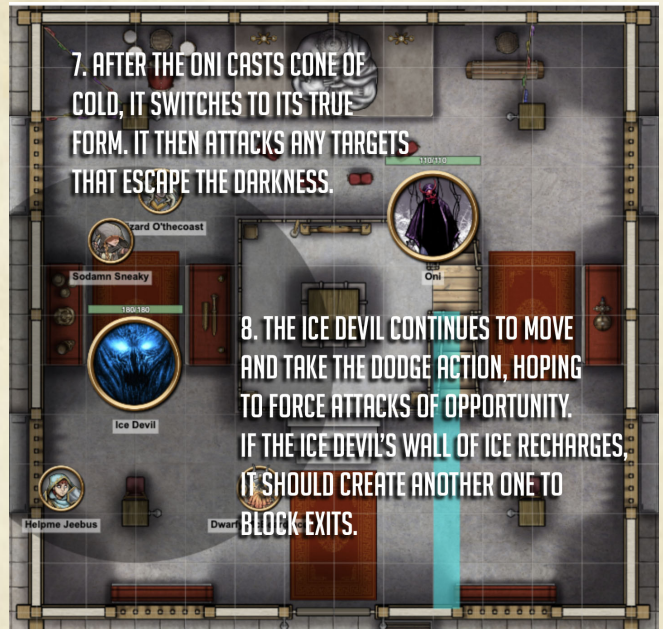 7. AFTER THE ONI CASTS CONE OF
COLD, IT SWITCHES TO ITS TRUE
FORM. IT THEN ATTACKS ANY TARGETS
THAT ESCAPE THE DARKNESS.
110/110
zard O'thecoast
Sodamn Sneaky
Oni
180/180
8. THE ICE DEVIL CONTINUES TO MOVE
AND TAKE THE DODGE ACTION, HOPING
TO FORCE ATTACKS OF OPPORTUNITY.
IF THE ICE DEVIL'S WALL OF ICE RECHARGES,
IT SHOULD CREATE ANOTHER ONE TO
BLOCK EXITS.
Ice Devil
Helpme Jeebus
Dwarf